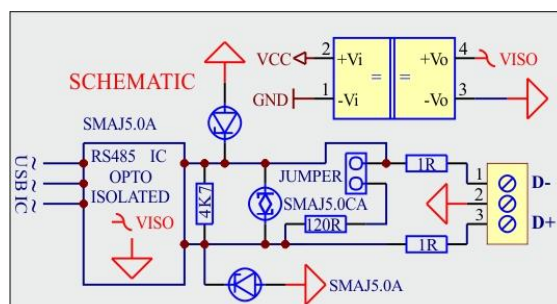 2
+Vi
+Vo
4
VCC
VISO
SCHEMATIC
=
=
1
-Vi
-Vo
3
GND
SMAJ5.0A
USB IC
~
~
~
RS485 IC
OPTO
ISOLATED
VISO
4K7
JUMPER
SMAJ5.0CA
120R
1R
1R
1
2
3
D-
D+
SMAJ5.0A